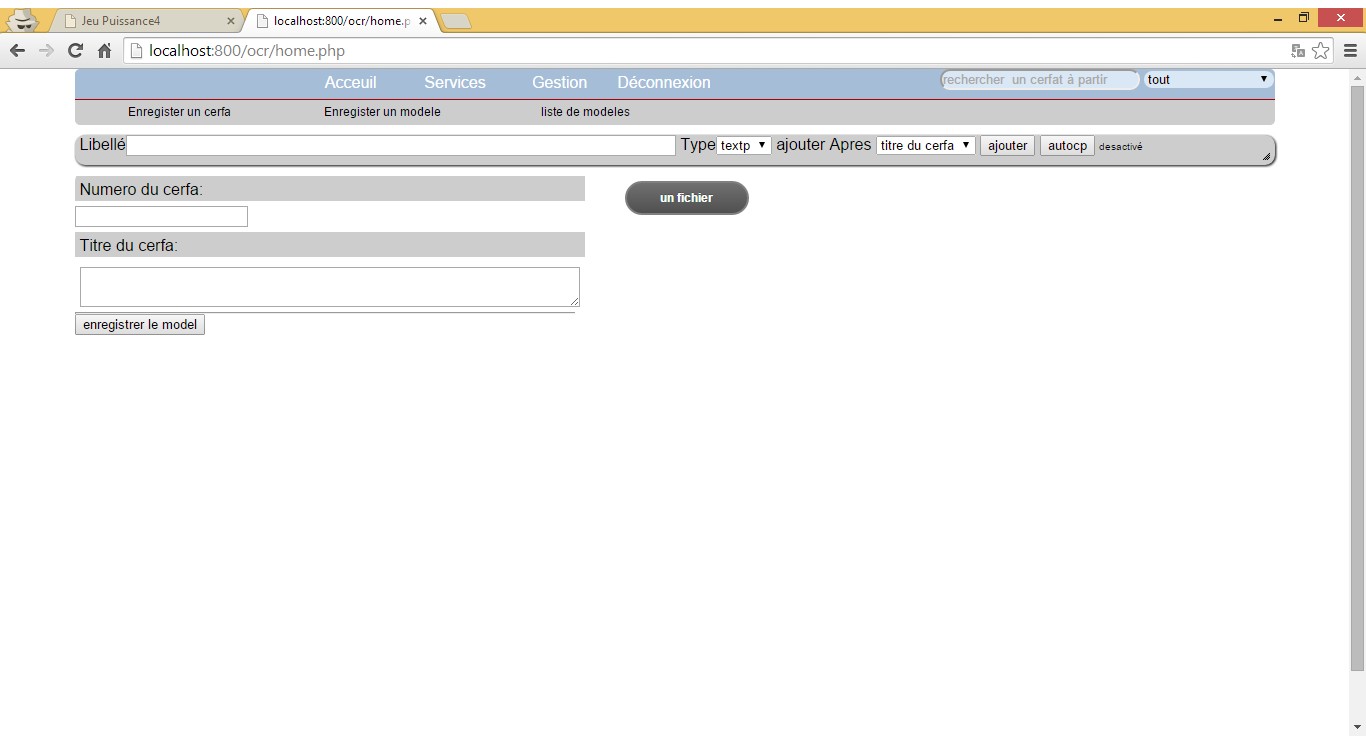 Jeu Puissance4
localhost:800/ocr/home.p
localhost:800/ocr/home.php
Acceuil Services Gestion Déconnexion rechercher un cerfat à partir tout
Enregister un cerfa Enregister un modele liste de modeles
Libellé Type textp ajouter Apres titre du cerfa ajouter autocp desactivé
Numero du cerfa:
un fichier
Titre du cerfa:
enregistrer le model